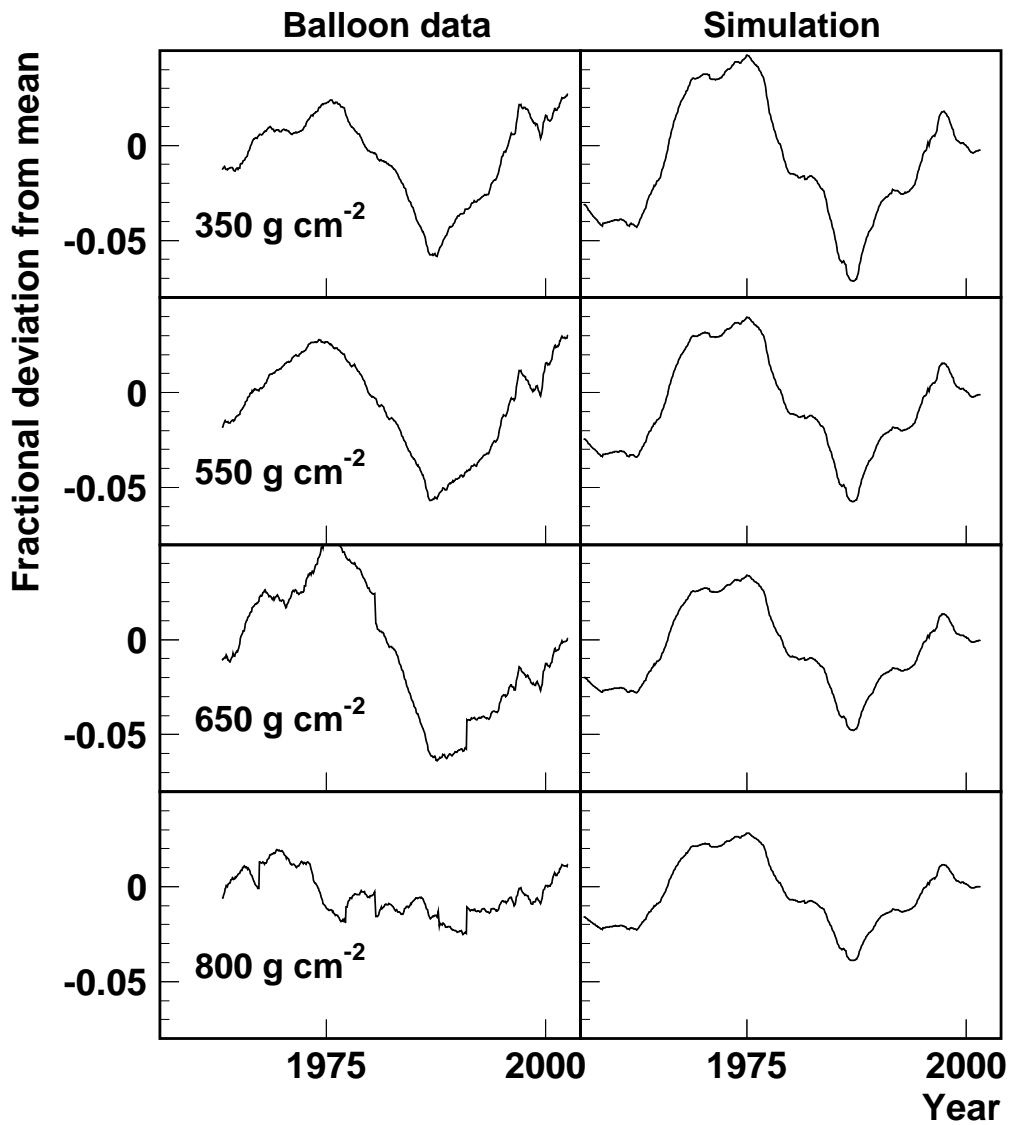 Balloon data
Simulation
Fractional deviation from mean
0
-0.05
350 g cm-2
0
-0.05
550 g cm-2
0
-0.05
650 g cm-2
0
-0.05
800 g cm-2
1975
2000
1975
2000
Year